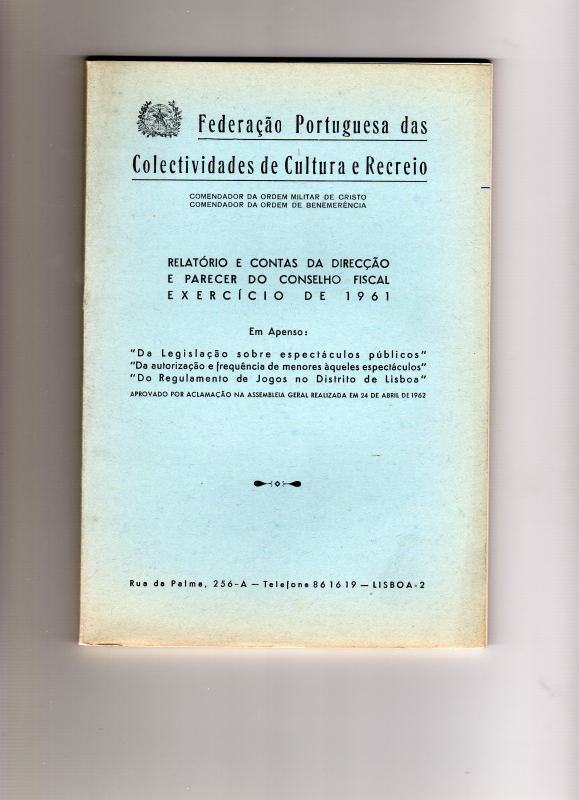 Federação Portuguesa das
Colectividades de Cultura e Recreio
COMENDADOR DA ORDEM MILITAR DE CRISTO
COMENDADOR DA ORDEM DE BENEMERÊNCIA
RELATÓRIO E CONTAS DA DIRECÇÃO
E PARECER DO CONSELHO FISCAL
EXERCÍCIO DE 1961
Em Apenso:
"Da Legislação sobre espectáculos públicos"
"Da autorização e frequência de menores àqueles espectáculos"
"Do Regulamento de Jogos no Distrito de Lisboa"
APROVADO POR ACLAMAÇÃO NA ASSEMBLEIA GERAL REALIZADA EM 24 DE ABRIL DE 1962
Rua da Palma, 256-A — Telefone 861619 — LISBOA-2